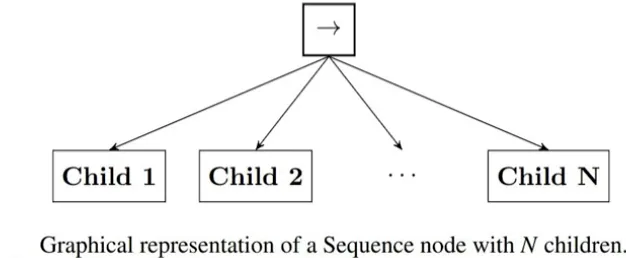 →
Child 1 Child 2 ... Child N
Graphical representation of a Sequence node with N children.